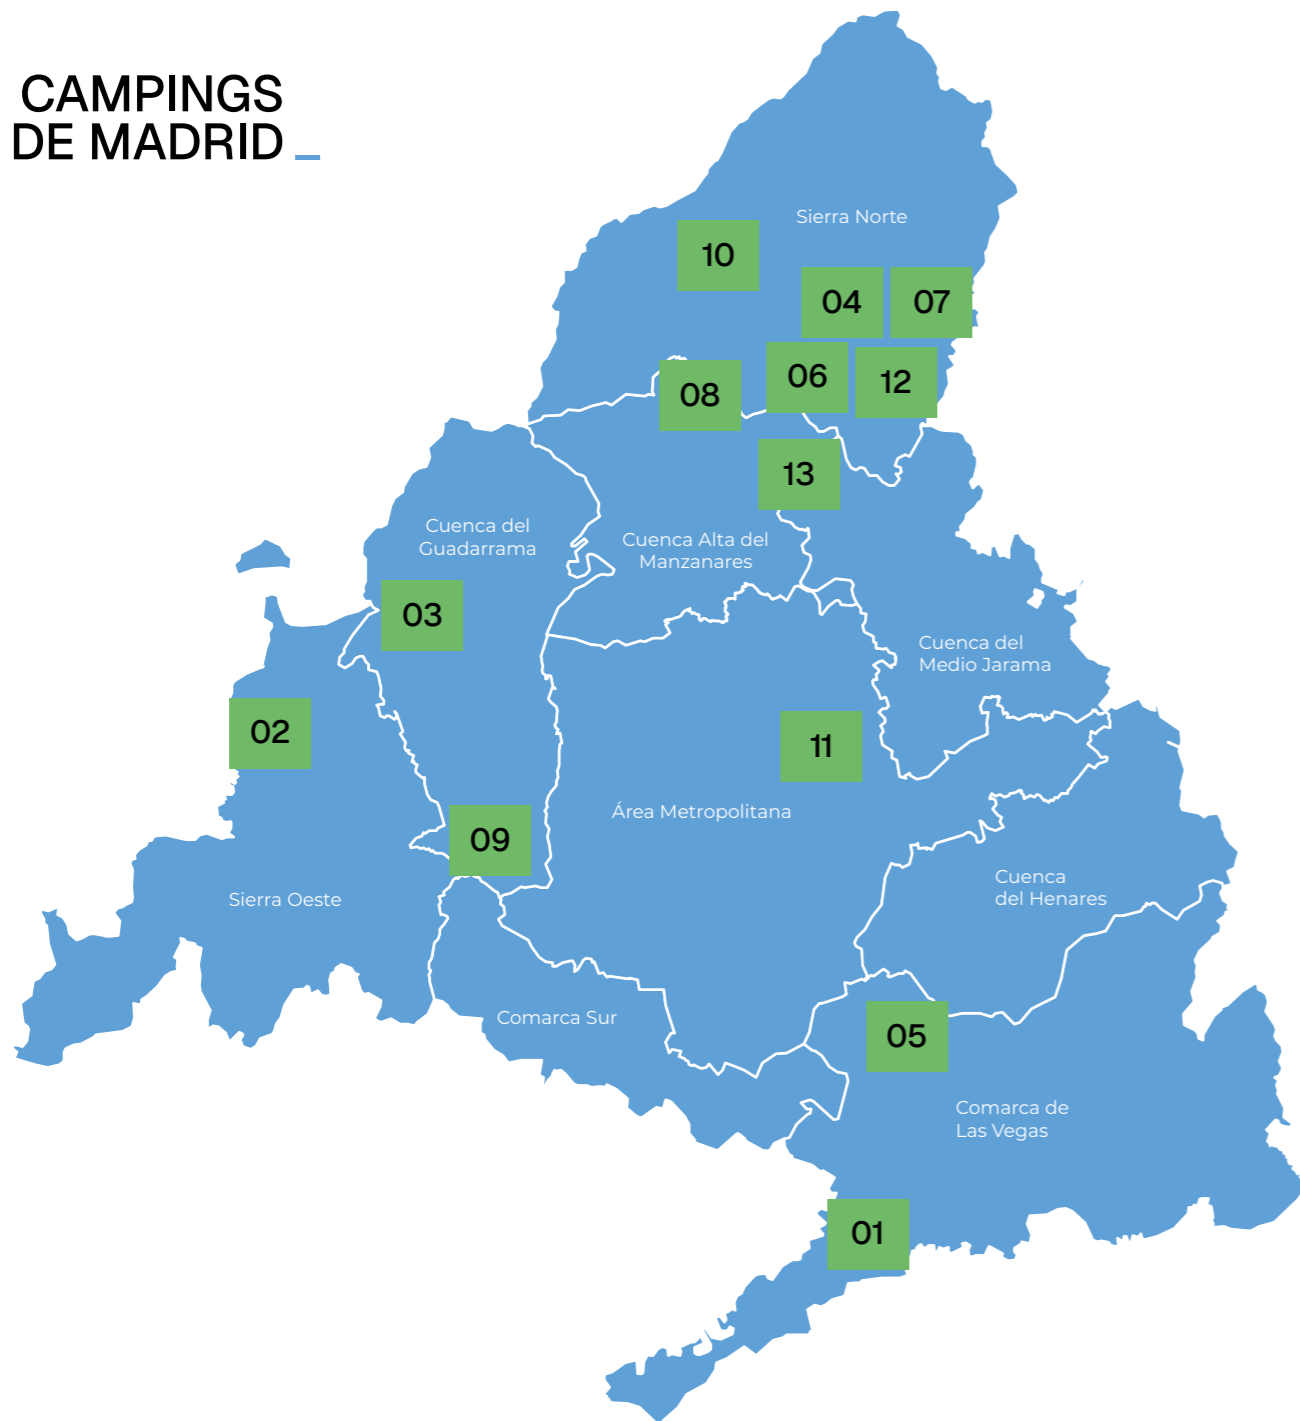 CAMPINGS
DE MADRID _
Sierra Norte
10
04
07
06
12
08
13
Cuenca del
Guadarrama
Cuenca Alta del
Manzanares
03
Cuenca del
Medio Jarama
02
11
Área Metropolitana
09
Cuenca
del Henares
Sierra Oeste
Comarca Sur
05
Comarca de
Las Vegas
01